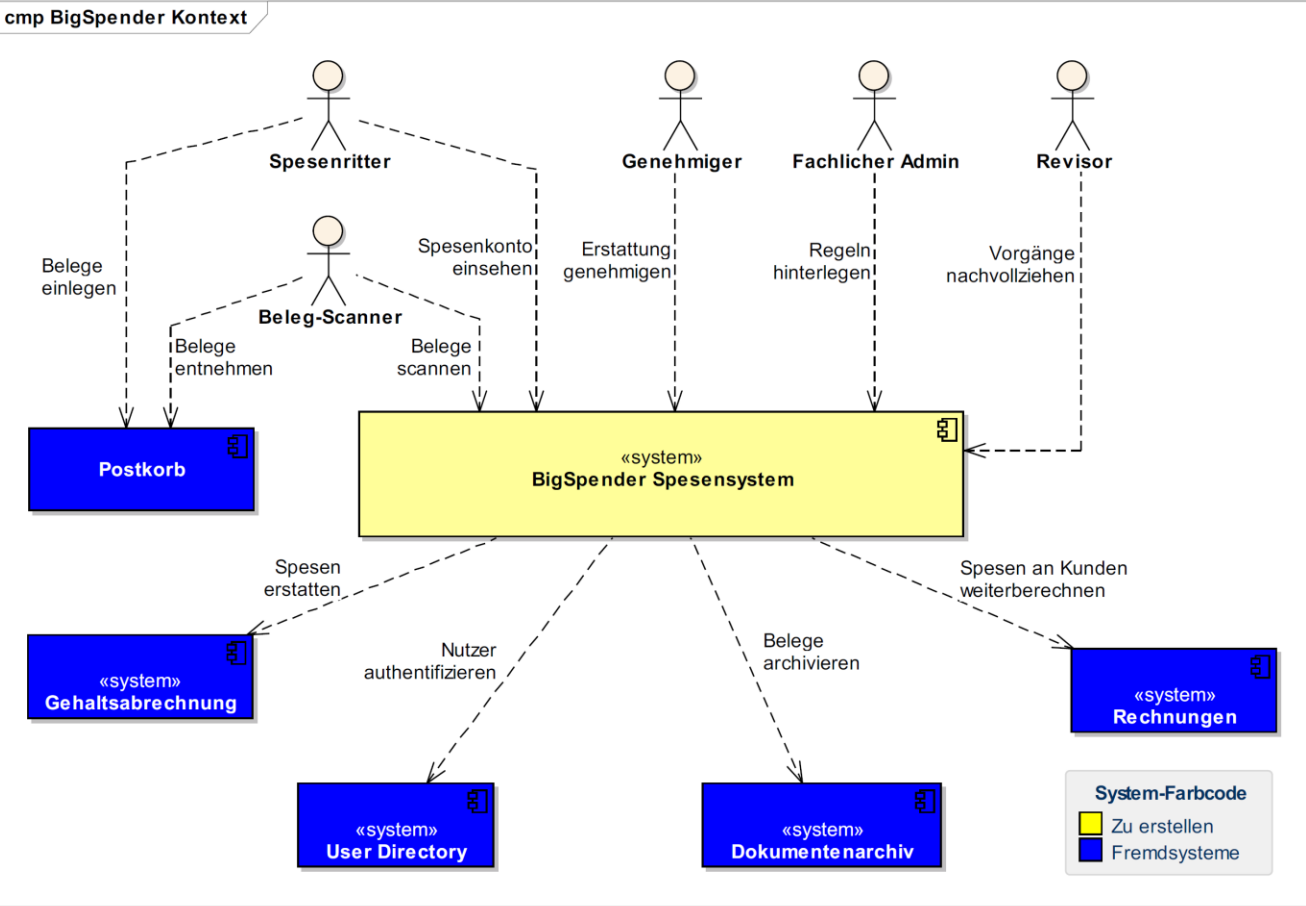 cmp BigSpender Kontext
Spesenritter
Genehmiger
Fachlicher Admin
Revisor
Belege
einlegen
Spesenkonto
einsehen
Erstattung
genehmigen
Regeln
hinterlegen
Vorgänge
nachvollziehen
Beleg-Scanner
Belege
entnehmen
Belege
scannen
Postkorb
«system»
BigSpender Spesensystem
Spesen
erstatten
Nutzer
authentifizieren
Belege
archivieren
Spesen an Kunden
weiterberechnen
«system»
Gehaltsabrechnung
«system»
Rechnungen
«system»
User Directory
«system»
Dokumentenarchiv
System-Farbcode
Zu erstellen
Fremdsysteme